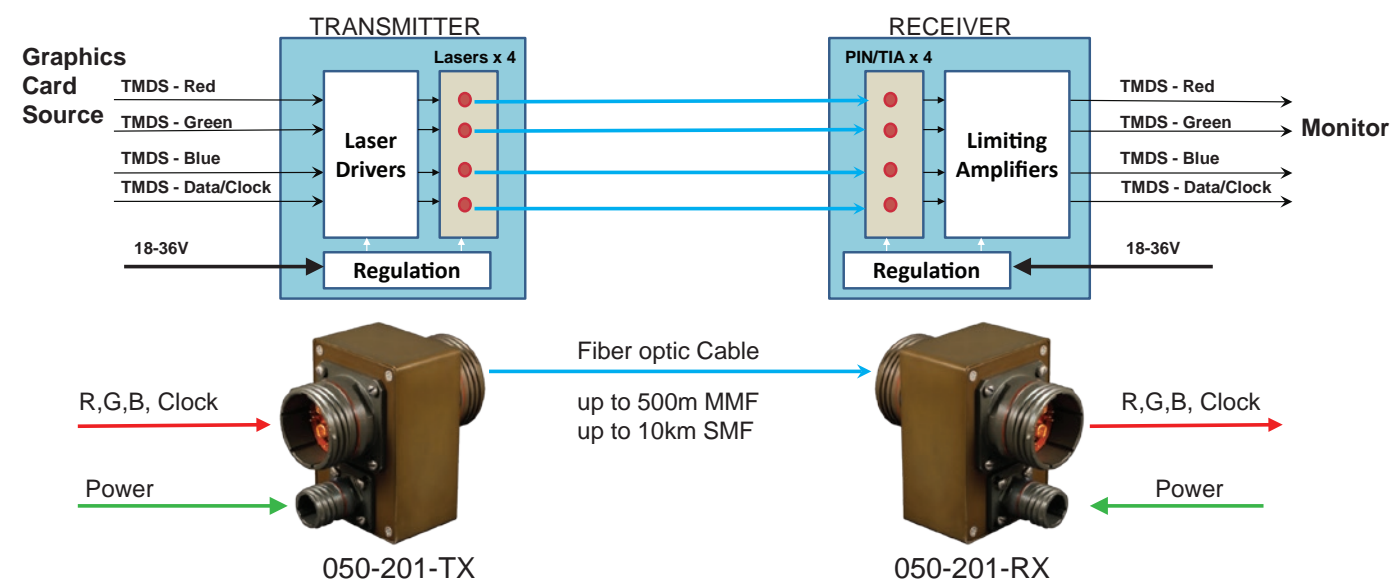 TRANSMITTER
RECEIVER
Graphics
Card
Source
Lasers x 4
PIN/TIA x 4
TMDS - Red
TMDS - Green
TMDS - Blue
TMDS - Data/Clock
Laser
Drivers
Limiting
Amplifiers
TMDS - Red
TMDS - Green
TMDS - Blue
TMDS - Data/Clock
Monitor
18-36V
Regulation
Regulation
18-36V
Fiber optic Cable
up to 500m MMF
up to 10km SMF
R,G,B, Clock
Power
R,G,B, Clock
Power
050-201-TX
050-201-RX